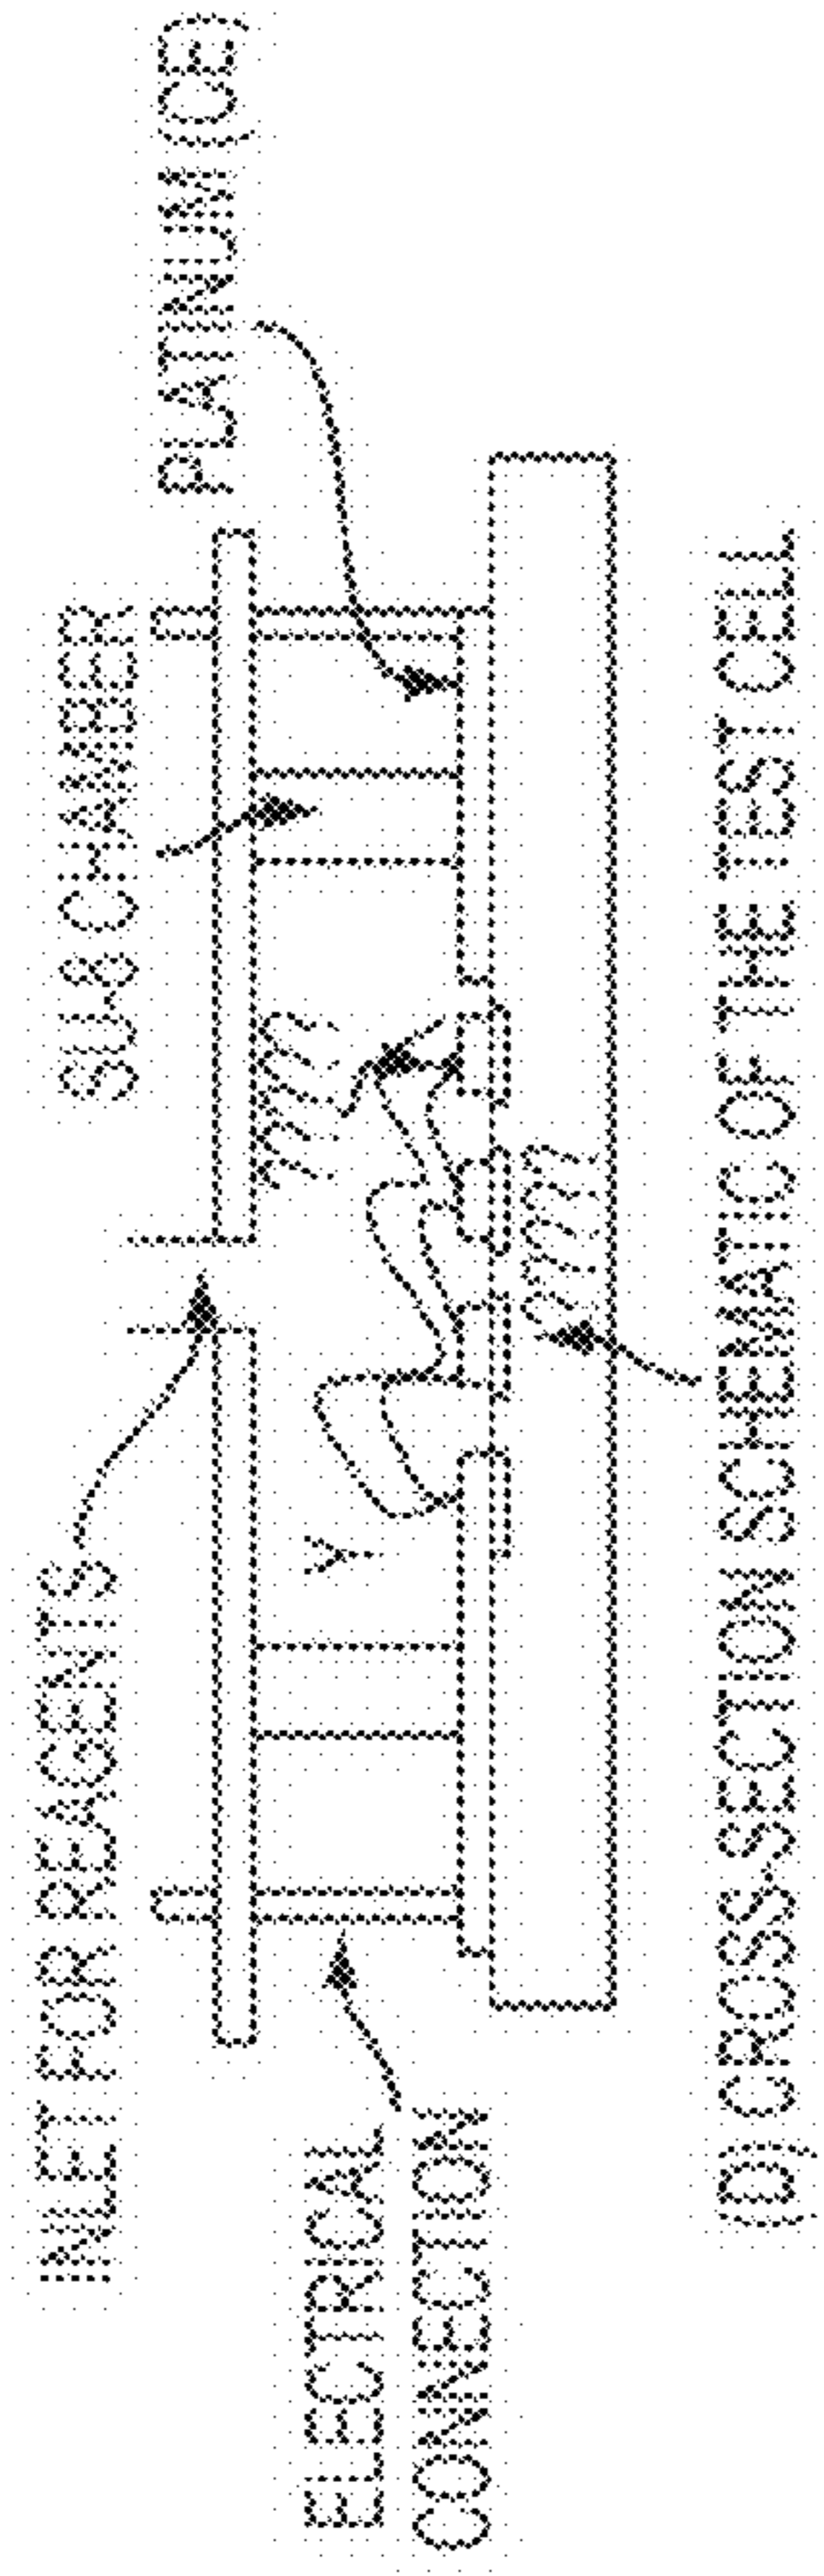 INLET FOR REAGENTS
SU-8 CHAMBER
PLATINUM (CE)
?????
ELECTRICAL
CONNECTION
Y
?????
(D) CROSS-SECTION SCHEMATIC OF THE TEST CELL